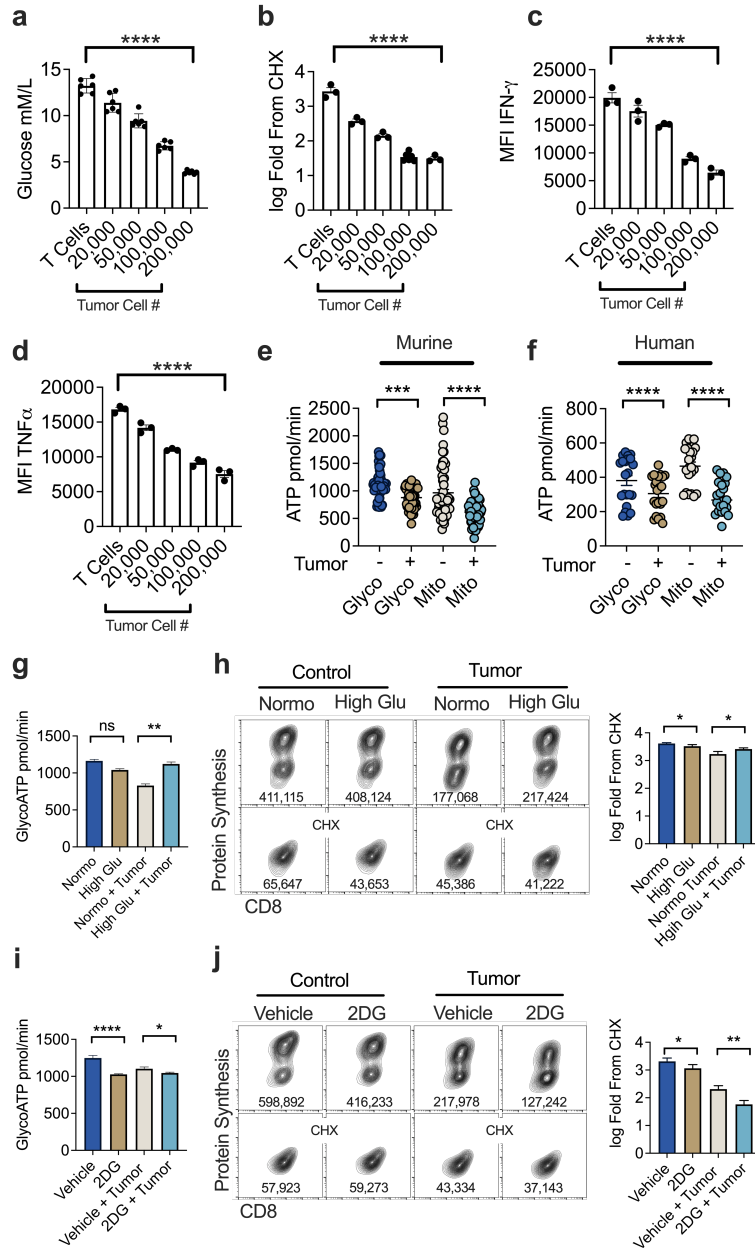 a
****
Glucose mM/L
15
10
5
0
T Cells
20,000
50,000
100,000
200,000
Tumor Cell #
b
****
log Fold From CHX
4
3
2
1
0
T Cells
20,000
50,000
100,000
200,000
Tumor Cell #
c
****
MFI IFN-γ
25000
20000
15000
10000
5000
0
T Cells
20,000
50,000
100,000
200,000
Tumor Cell #
d
****
MFI TNFα
20000
15000
10000
5000
0
T Cells
20,000
50,000
100,000
200,000
Tumor Cell #
e
Murine
*** ****
ATP pmol/min
2500
2000
1500
1000
500
0
Tumor - + - +
Glyco
Glyco
Mito
Mito
f
Human
**** ****
ATP pmol/min
800
600
400
200
0
Tumor - + - +
Glyco
Glyco
Mito
Mito
g
ns **
GlycoATP pmol/min
1500
1000
500
0
Normo
High Glu
Normo + Tumor
Hgih Glu + Tumor
h
Control Tumor
Normo High Glu Normo High Glu
Protein Synthesis
411,115 408,124 177,068 217,424
CHX CHX
65,647 43,653 45,386 41,222
CD8
* *
log Fold From CHX
4
3
2
1
0
Normo
High Glu
Normo Tumor
Hgih Glu + Tumor
i
**** *
GlycoATP pmol/min
1500
1000
500
0
Vehicle
2DG
Vehicle + Tumor
2DG + Tumor
j
Control Tumor
Vehicle 2DG Vehicle 2DG
Protein Synthesis
598,892 416,233 217,978 127,242
CHX CHX
57,923 59,273 43,334 37,143
CD8
* **
log Fold From CHX
4
3
2
1
0
Vehicle
2DG
Vehicle + Tumor
2DG + Tumor